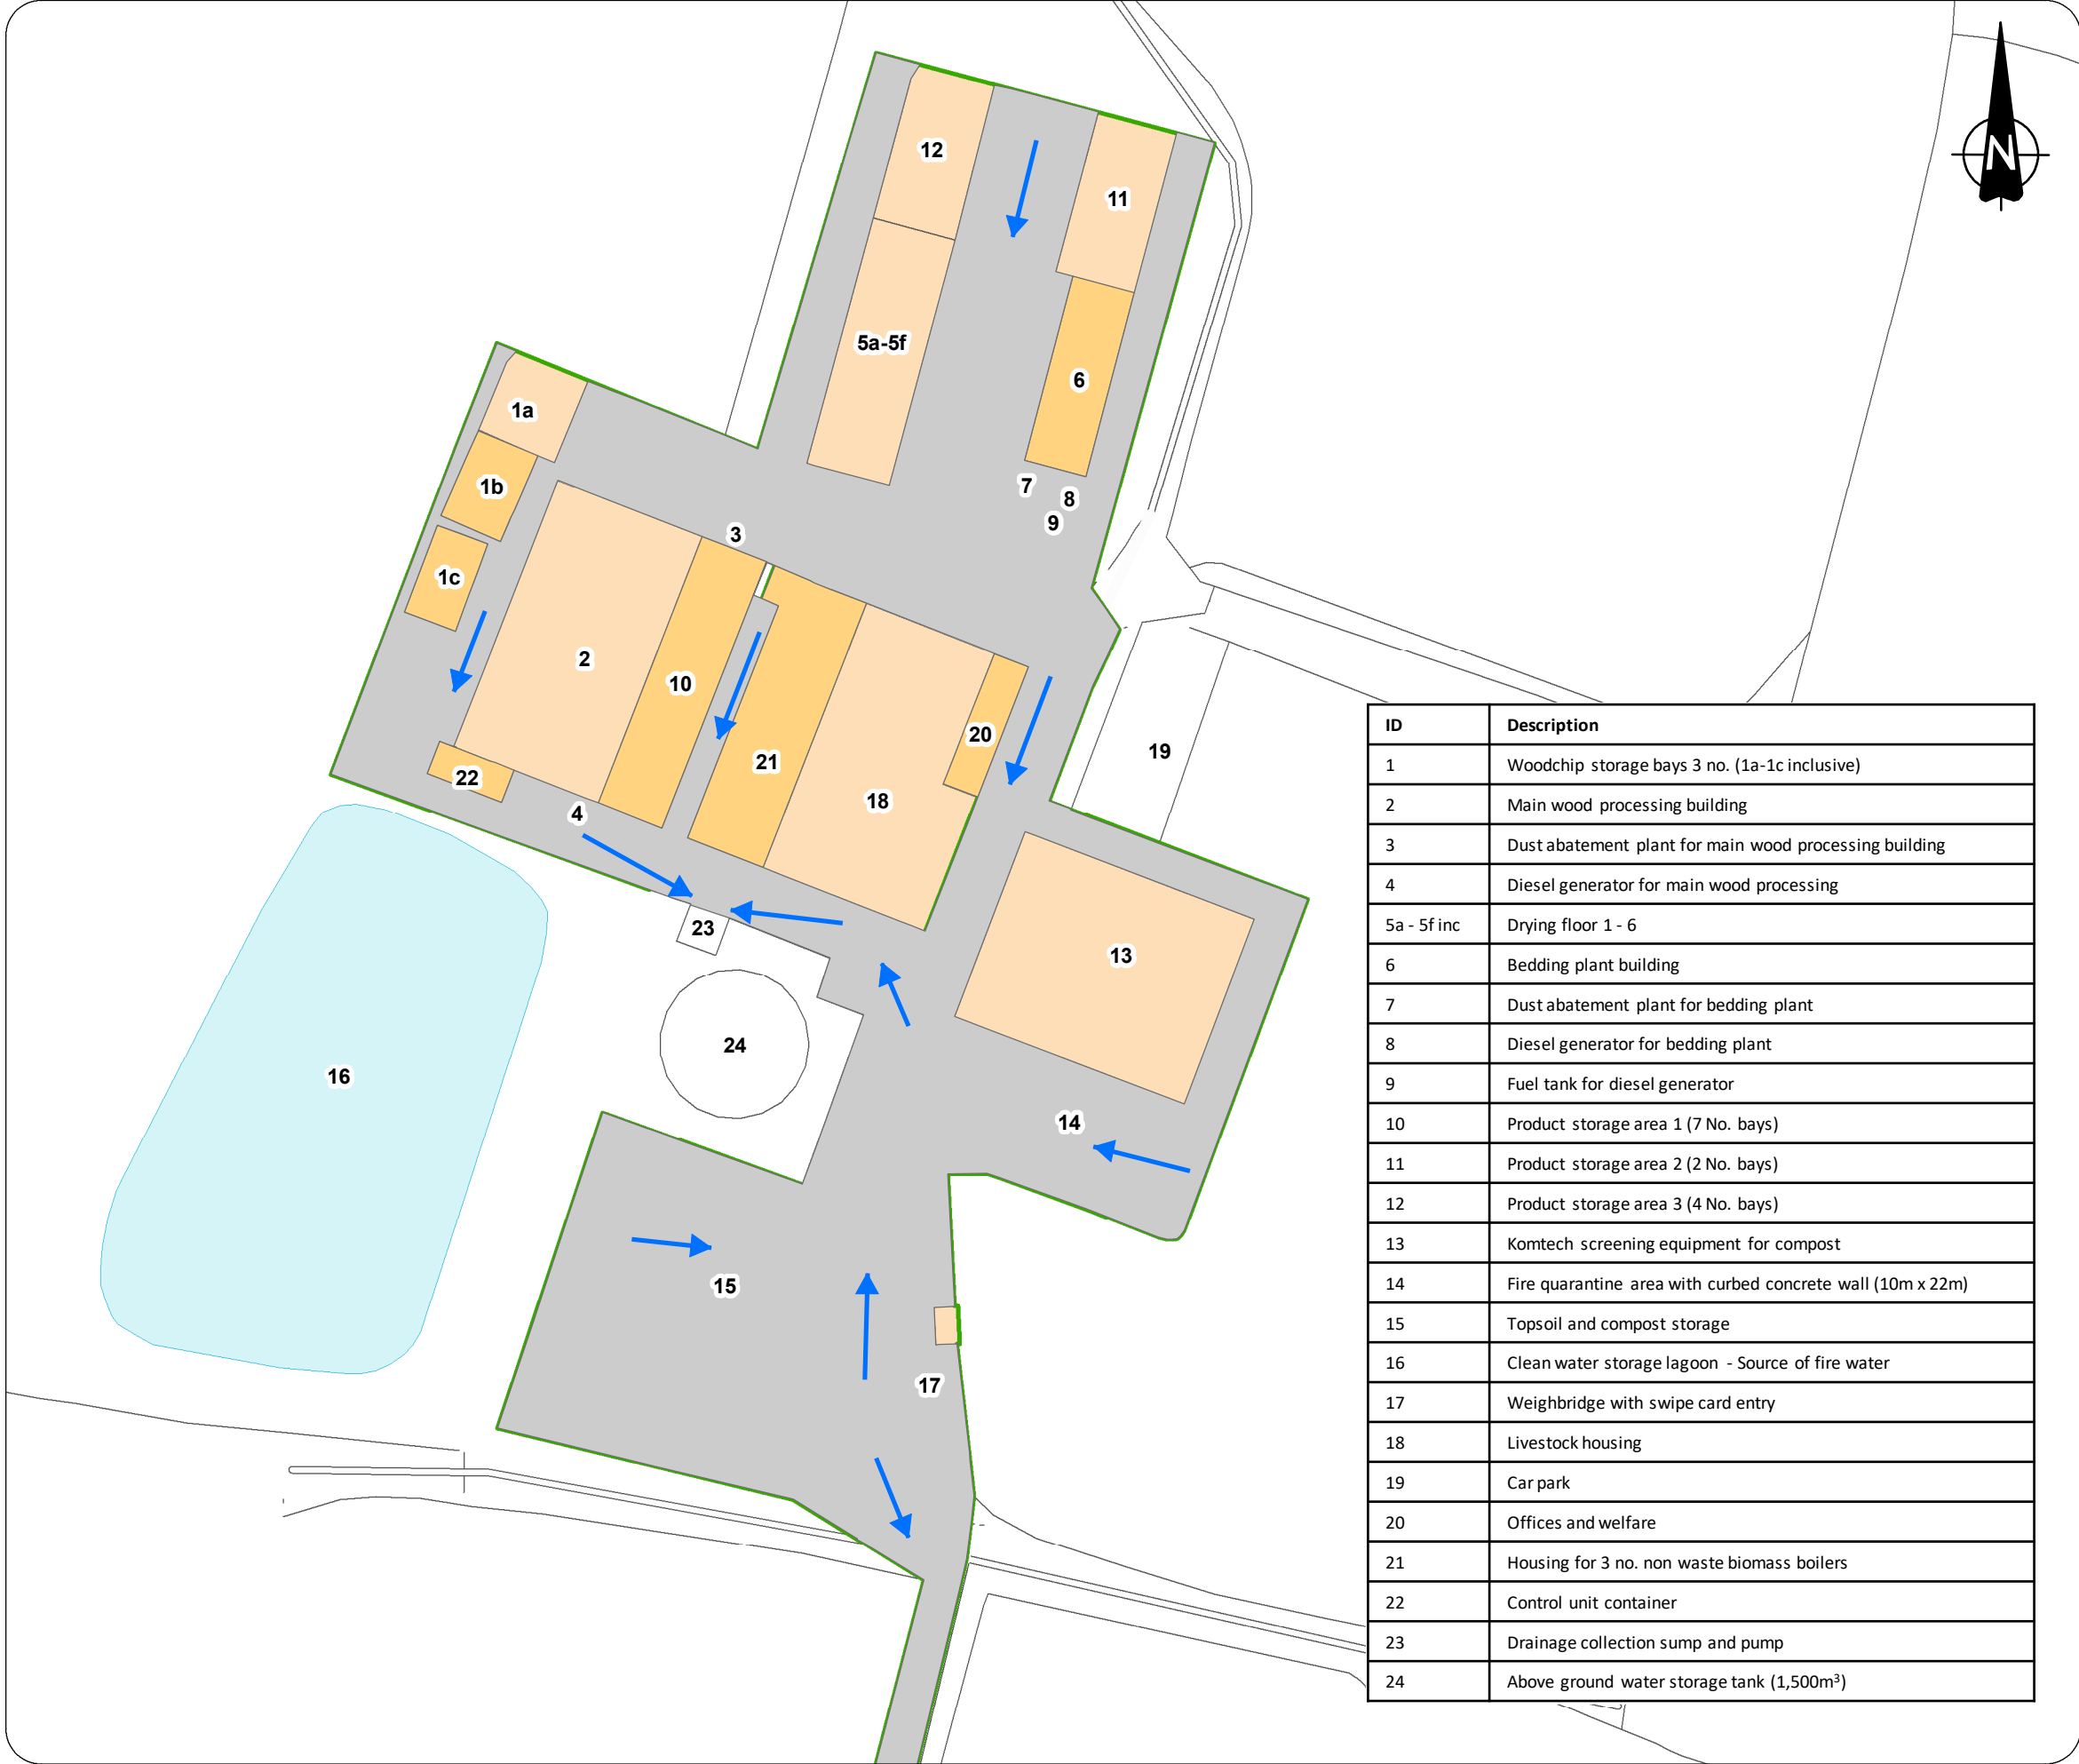 N
12
11
5a-5f
6
1a
1b
7
8
9
3
1c
2
10
20
19
21
22
18
4
23
13
24
16
14
15
17
ID Description
1 Woodchip storage bays 3 no. (1a-1c inclusive)
2 Main wood processing building
3 Dust abatement plant for main wood processing building
4 Diesel generator for main wood processing
5a - 5f inc Drying floor 1 - 6
6 Bedding plant building
7 Dust abatement plant for bedding plant
8 Diesel generator for bedding plant
9 Fuel tank for diesel generator
10 Product storage area 1 (7 No. bays)
11 Product storage area 2 (2 No. bays)
12 Product storage area 3 (4 No. bays)
13 Komtech screening equipment for compost
14 Fire quarantine area with curbed concrete wall (10m x 22m)
15 Topsoil and compost storage
16 Clean water storage lagoon - Source of fire water
17 Weighbridge with swipe card entry
18 Livestock housing
19 Car park
20 Offices and welfare
21 Housing for 3 no. non waste biomass boilers
22 Control unit container
23 Drainage collection sump and pump
24 Above ground water storage tank (1,500m³)